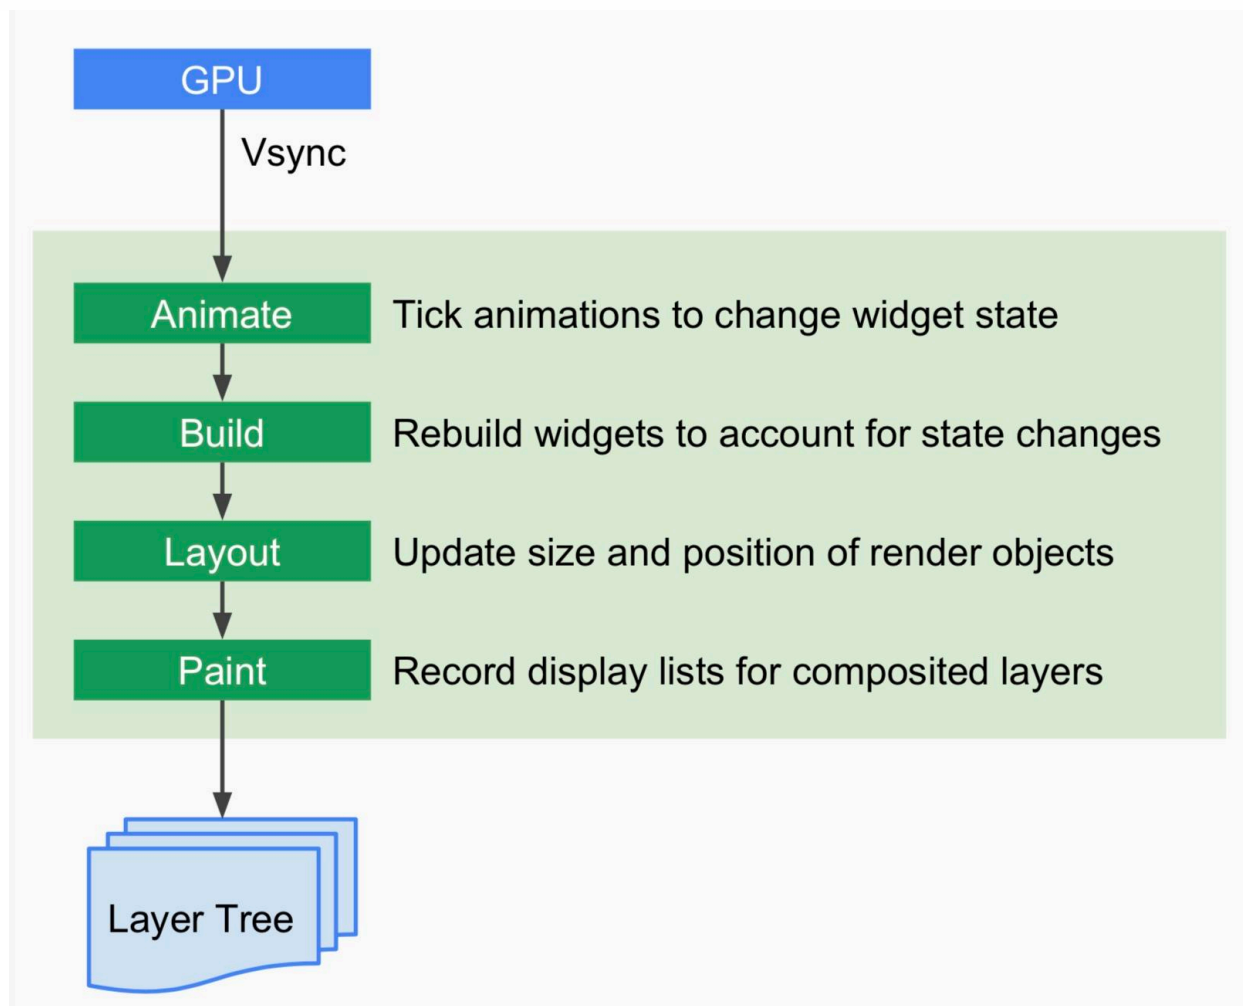 GPU
Vsync
Animate
Tick animations to change widget state
Build
Rebuild widgets to account for state changes
Layout
Update size and position of render objects
Paint
Record display lists for composited layers
Layer Tree